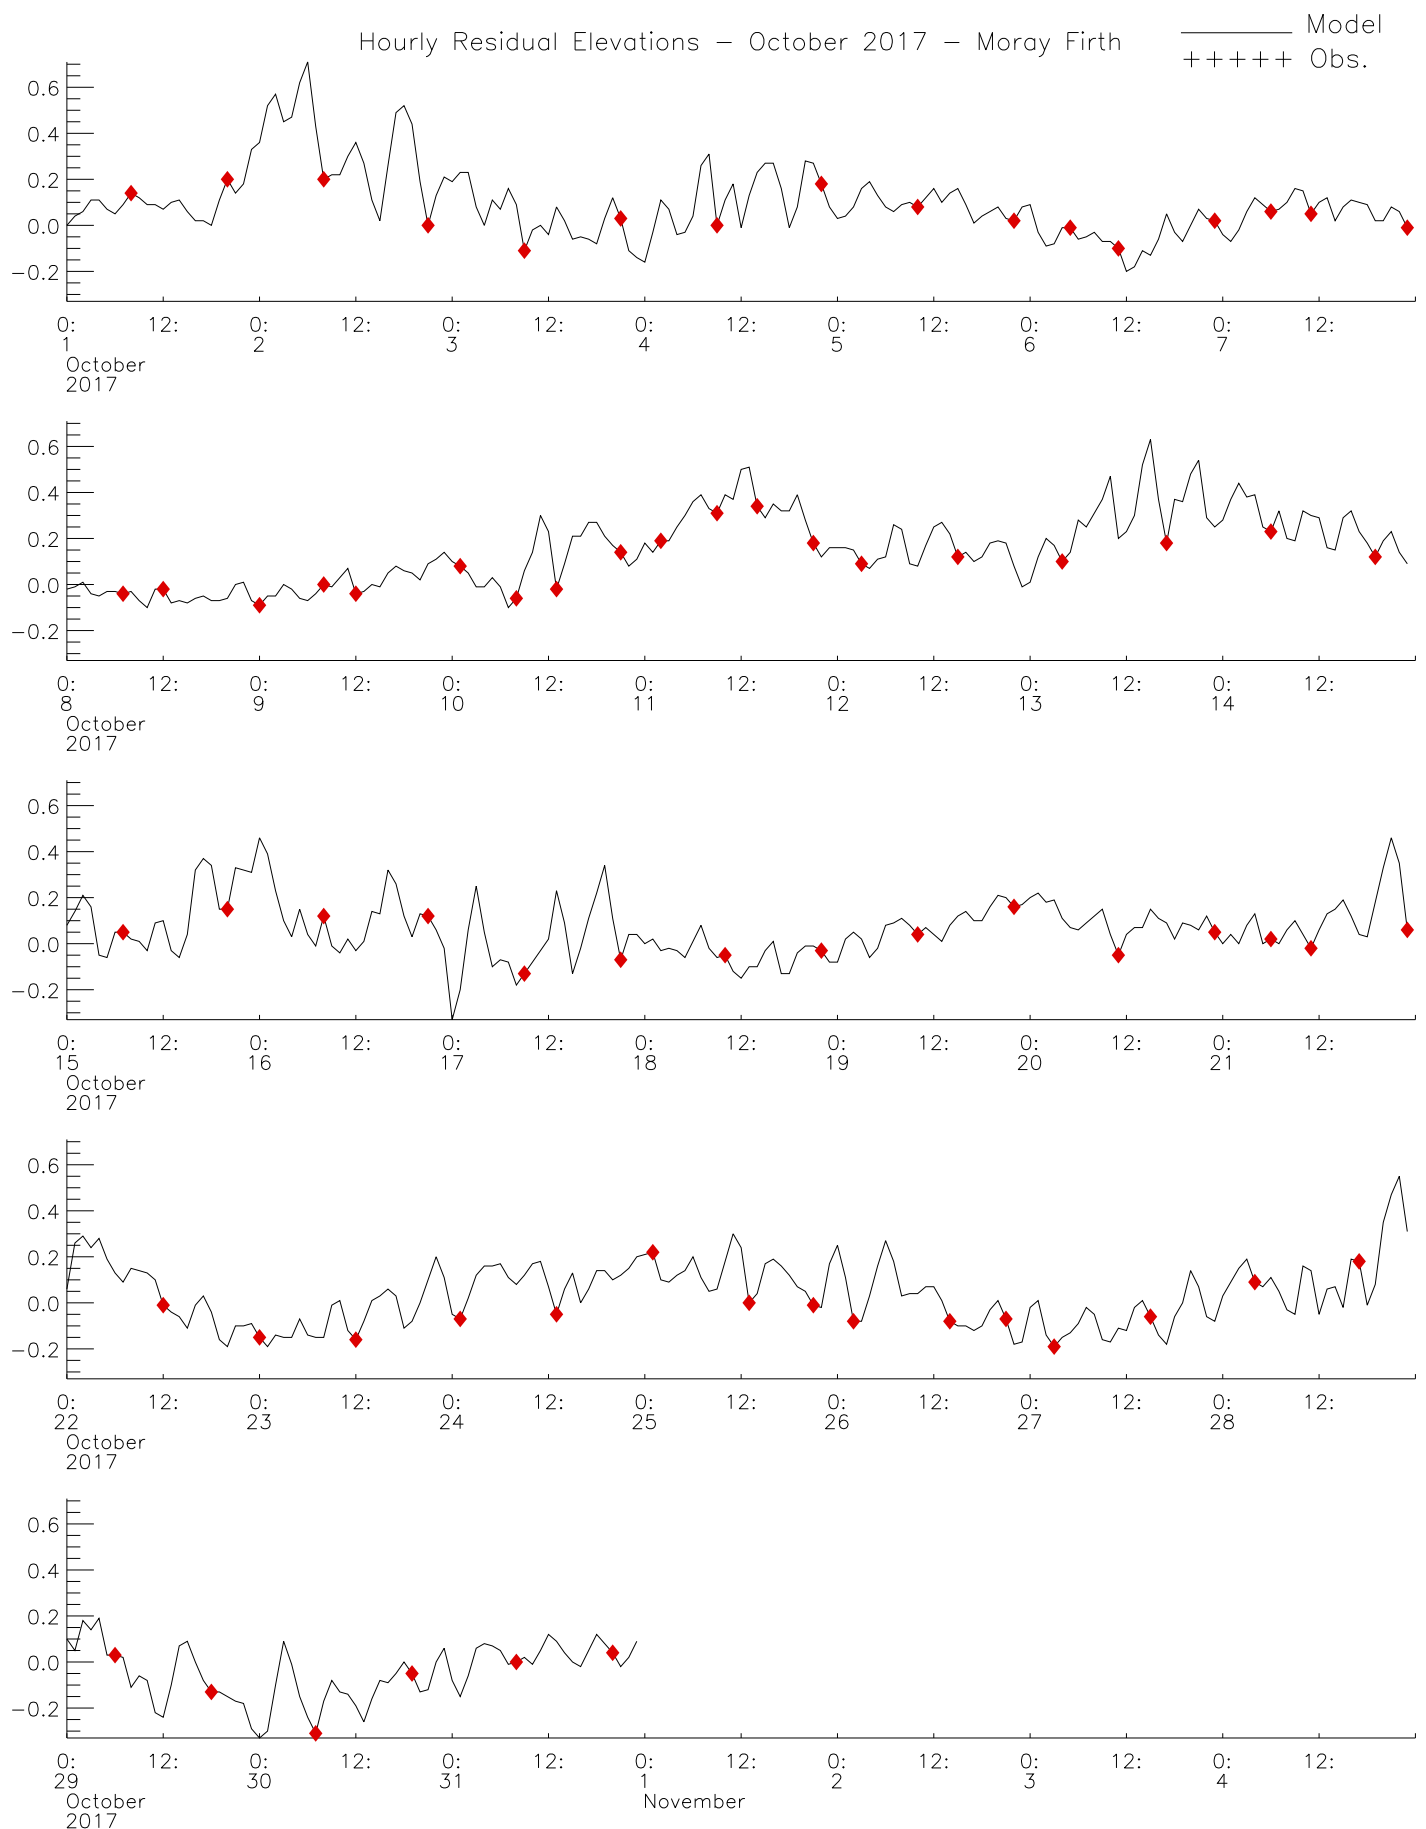 Hourly Residual Elevations − October 2017 − Moray Firth
Model
+++++ Obs.
0.6
0.4
0.2
0.0
−0.2
0: 12: 0: 12: 0: 12: 0: 12: 0: 12: 0: 12: 0: 12:
1 2 3 4 5 6 7
October
2017
0.6
0.4
0.2
0.0
−0.2
0: 12: 0: 12: 0: 12: 0: 12: 0: 12: 0: 12: 0: 12:
8 9 10 11 12 13 14
October
2017
0.6
0.4
0.2
0.0
−0.2
0: 12: 0: 12: 0: 12: 0: 12: 0: 12: 0: 12: 0: 12:
15 16 17 18 19 20 21
October
2017
0.6
0.4
0.2
0.0
−0.2
0: 12: 0: 12: 0: 12: 0: 12: 0: 12: 0: 12: 0: 12:
22 23 24 25 26 27 28
October
2017
0.6
0.4
0.2
0.0
−0.2
0: 12: 0: 12: 0: 12: 0: 12: 0: 12: 0: 12: 0: 12:
29 30 31 1 2 3 4
October November
2017